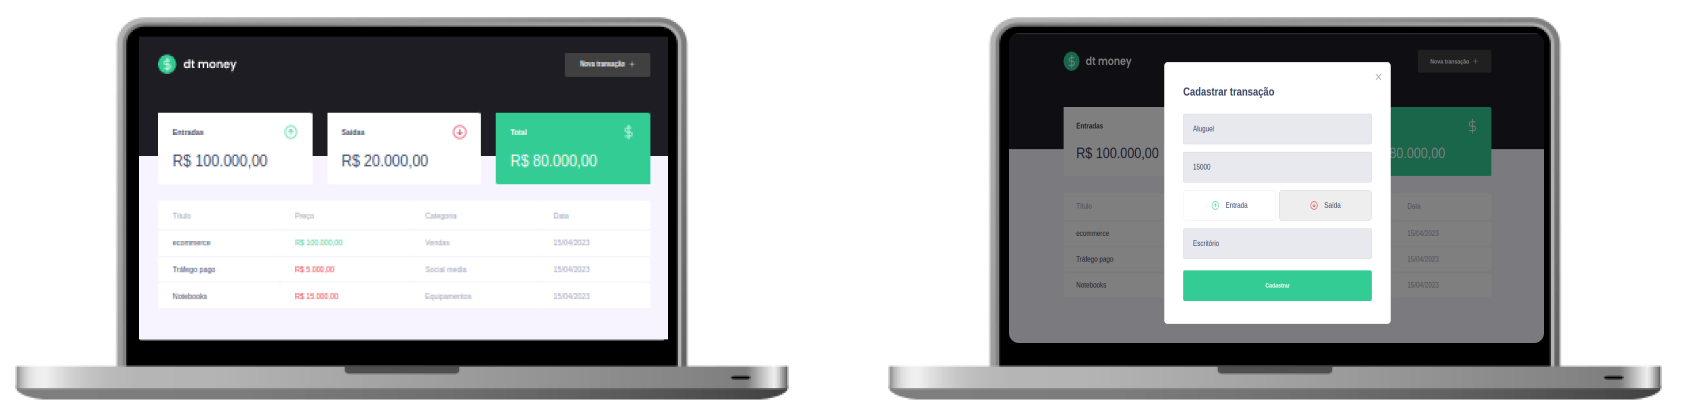 dt money
Nova transação +
Entradas
Saídas
Total
$
R$ 100.000,00
R$ 20.000,00
R$ 80.000,00
Título Preço Categoria Data
ecommerce R$ 100.000,00 Vendas 15/04/2023
Tráfego pago R$ 5.000,00 Social media 15/04/2023
Notebooks R$ 15.000,00 Equipamentos 15/04/2023
dt money
Nova transação +
Entradas
$
R$ 100.000,00
80.000,00
Título Data
ecommerce 15/04/2023
Tráfego pago 15/04/2023
Notebooks 15/04/2023
X
Cadastrar transação
Aluguel
15000
Entrada Saída
Escritório
Cadastrar